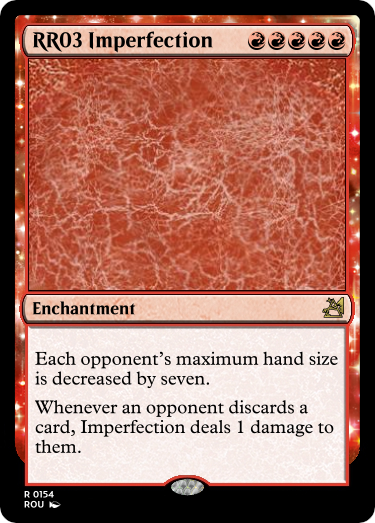 RR03 Imperfection
Enchantment
Each opponent's maximum hand size
is decreased by seven.
Whenever an opponent discards a
card, Imperfection deals 1 damage to
them.
R 0154
ROU